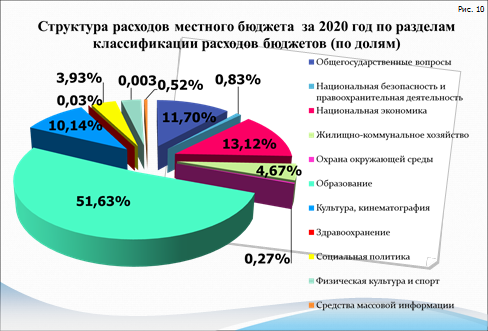 Рис. 10
Структура расходов местного бюджета за 2020 год по разделам
классификации расходов бюджетов (по долям)
3,93%
0,003
0,52%
0,83%
0,03%
11,70%
10,14%
13,12%
4,67%
51,63%
0,27%
Общегосударственные вопросы
Национальная безопасность и
правоохранительная деятельность
Национальная экономика
Жилищно-коммунальное хозяйство
Охрана окружающей среды
Образование
Культура, кинематография
Здравоохранение
Социальная политика
Физическая культура и спорт
Средства массовой информации